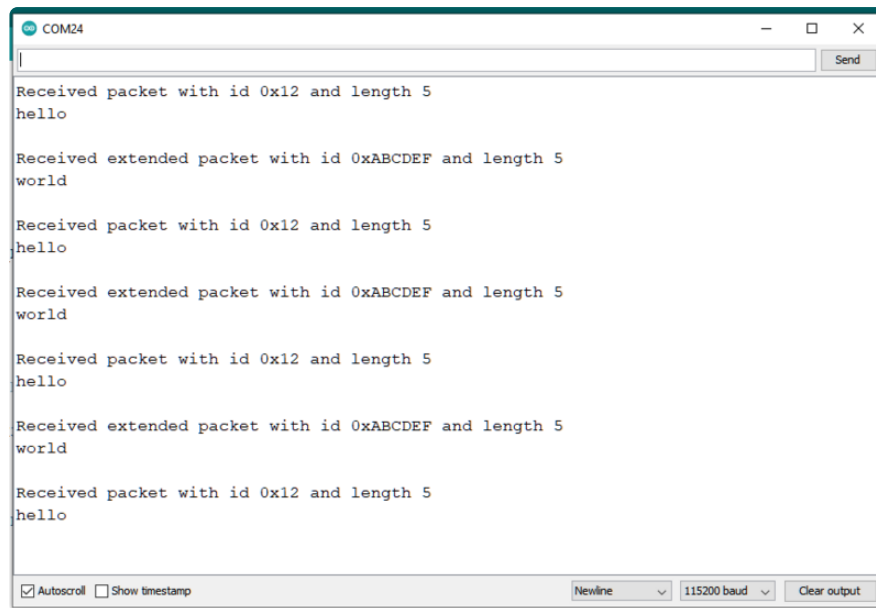 COM24
Send
Received packet with id 0x12 and length 5
hello
Received extended packet with id 0xABCDEF and length 5
world
Received packet with id 0x12 and length 5
hello
Received extended packet with id 0xABCDEF and length 5
world
Received packet with id 0x12 and length 5
hello
Received extended packet with id 0xABCDEF and length 5
world
Received packet with id 0x12 and length 5
hello
Autoscroll Show timestamp Newline 115200 baud Clear output